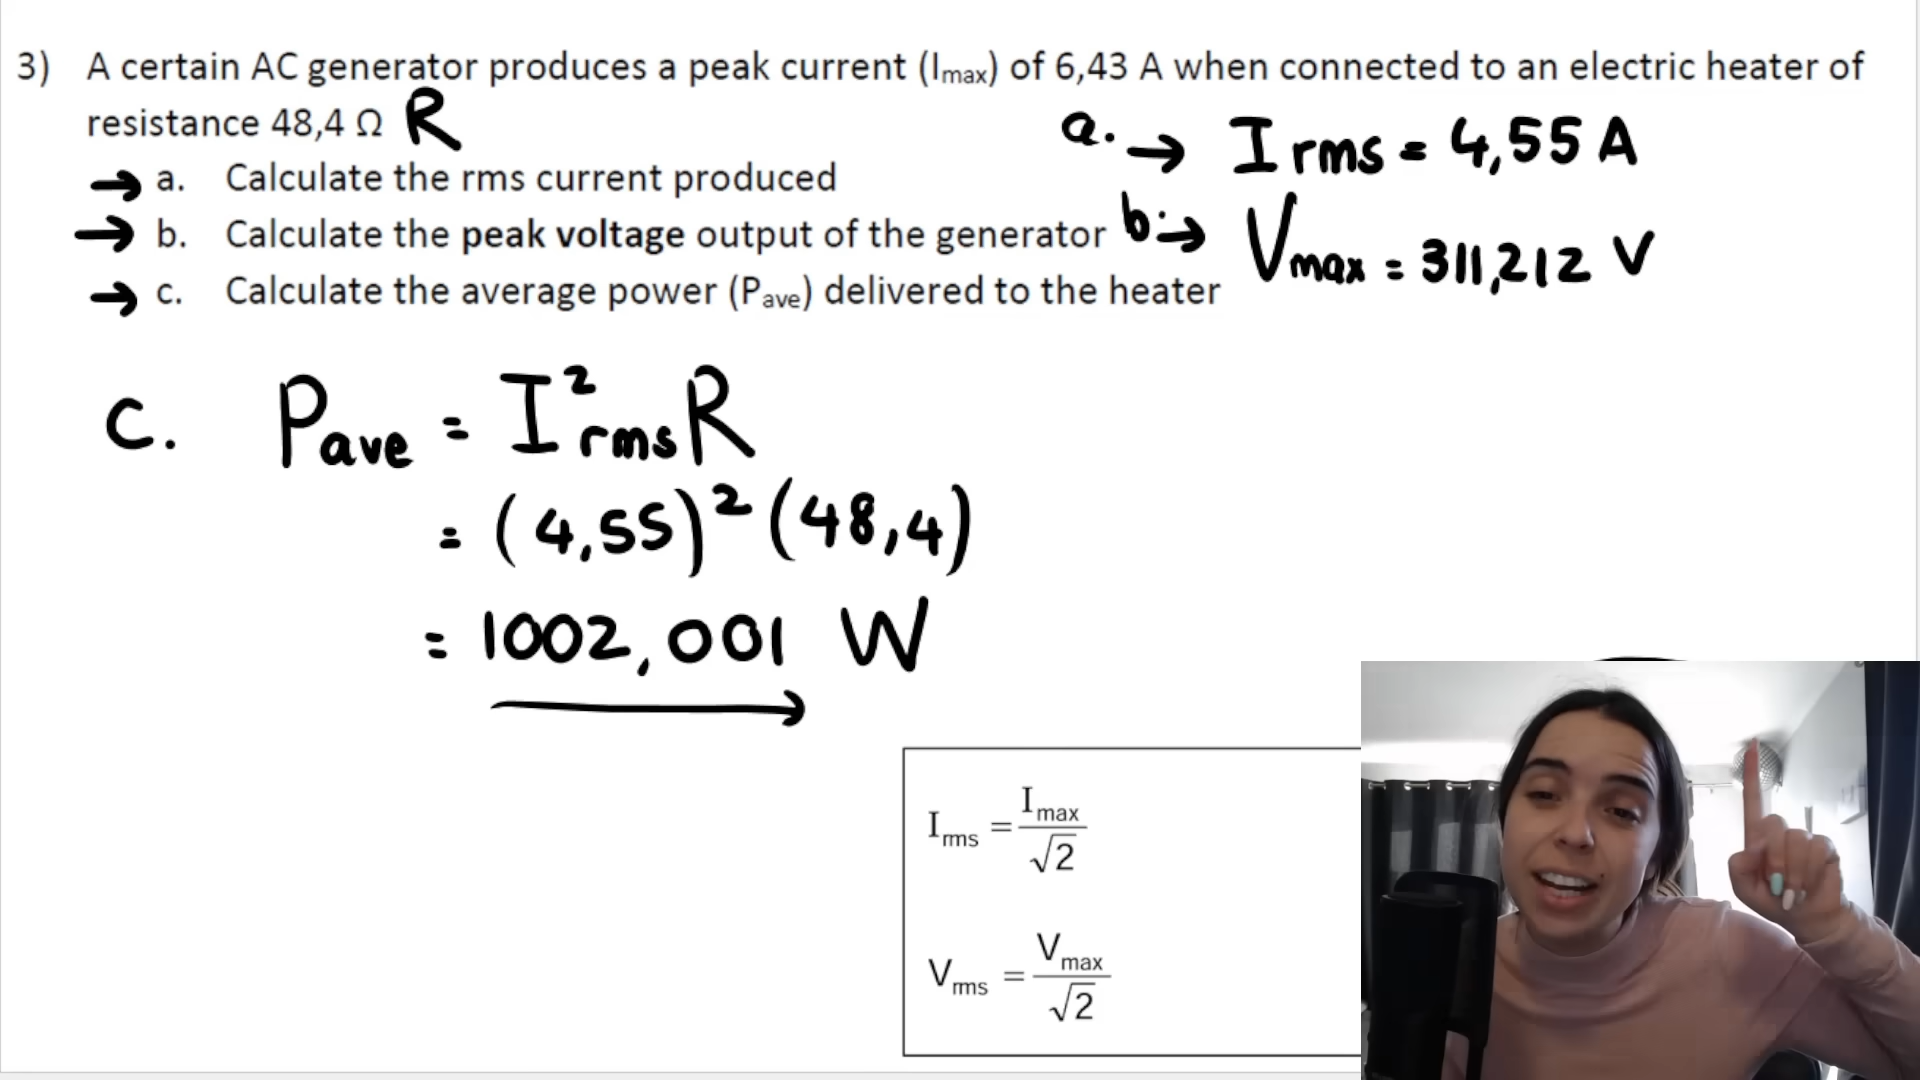 3) A certain AC generator produces a peak current (Imax) of 6,43 A when connected to an electric heater of
resistance 48,4 Ω R
→ a. Calculate the rms current produced
a. → Irms = 4,55 A
→ b. Calculate the peak voltage output of the generator
b. → Vmax = 311,212 V
→ c. Calculate the average power (Pave) delivered to the heater
c. Pave = I²rms R
= (4,55)² (48,4)
= 1002,001 W
Irms = Imax / √2
Vrms = Vmax / √2